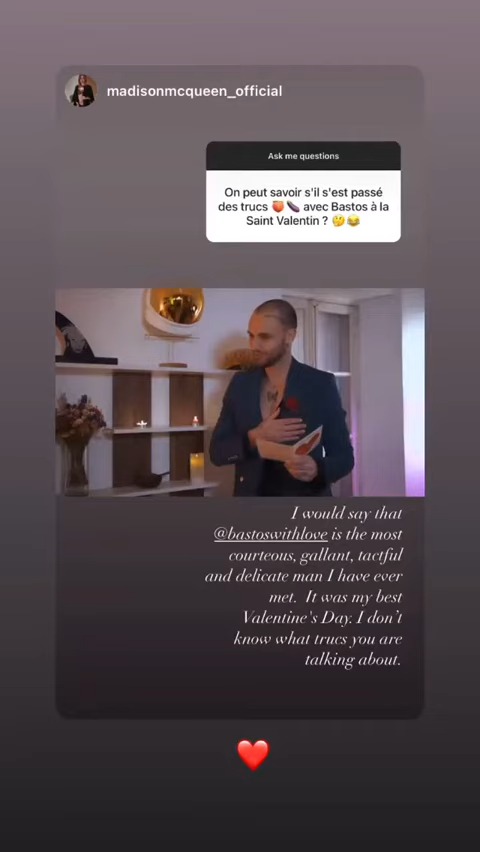 madisonmcqueen_official
Ask me questions
On peut savoir s'il s'est passé
des trucs 🍑🍆 avec Bastos à la
Saint Valentin ? 🤔😂
I would say that
@bastoswithlove is the most
courteous, gallant, tactful
and delicate man I have ever
met. It was my best
Valentine's Day. I don't
know what trucs you are
talking about.
❤️